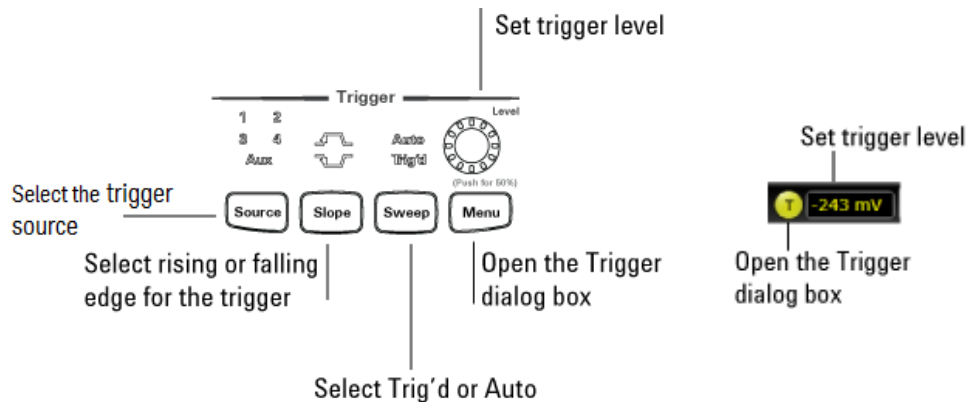 Set trigger level
Trigger
Level
1 2
3 4
Aux
Auto
Trig'd
(Push for 50%)
Source
Slope
Sweep
Menu
Select the trigger
source
Select rising or falling
edge for the trigger
Open the Trigger
dialog box
Select Trig'd or Auto
Set trigger level
T
-243 mV
Open the Trigger
dialog box